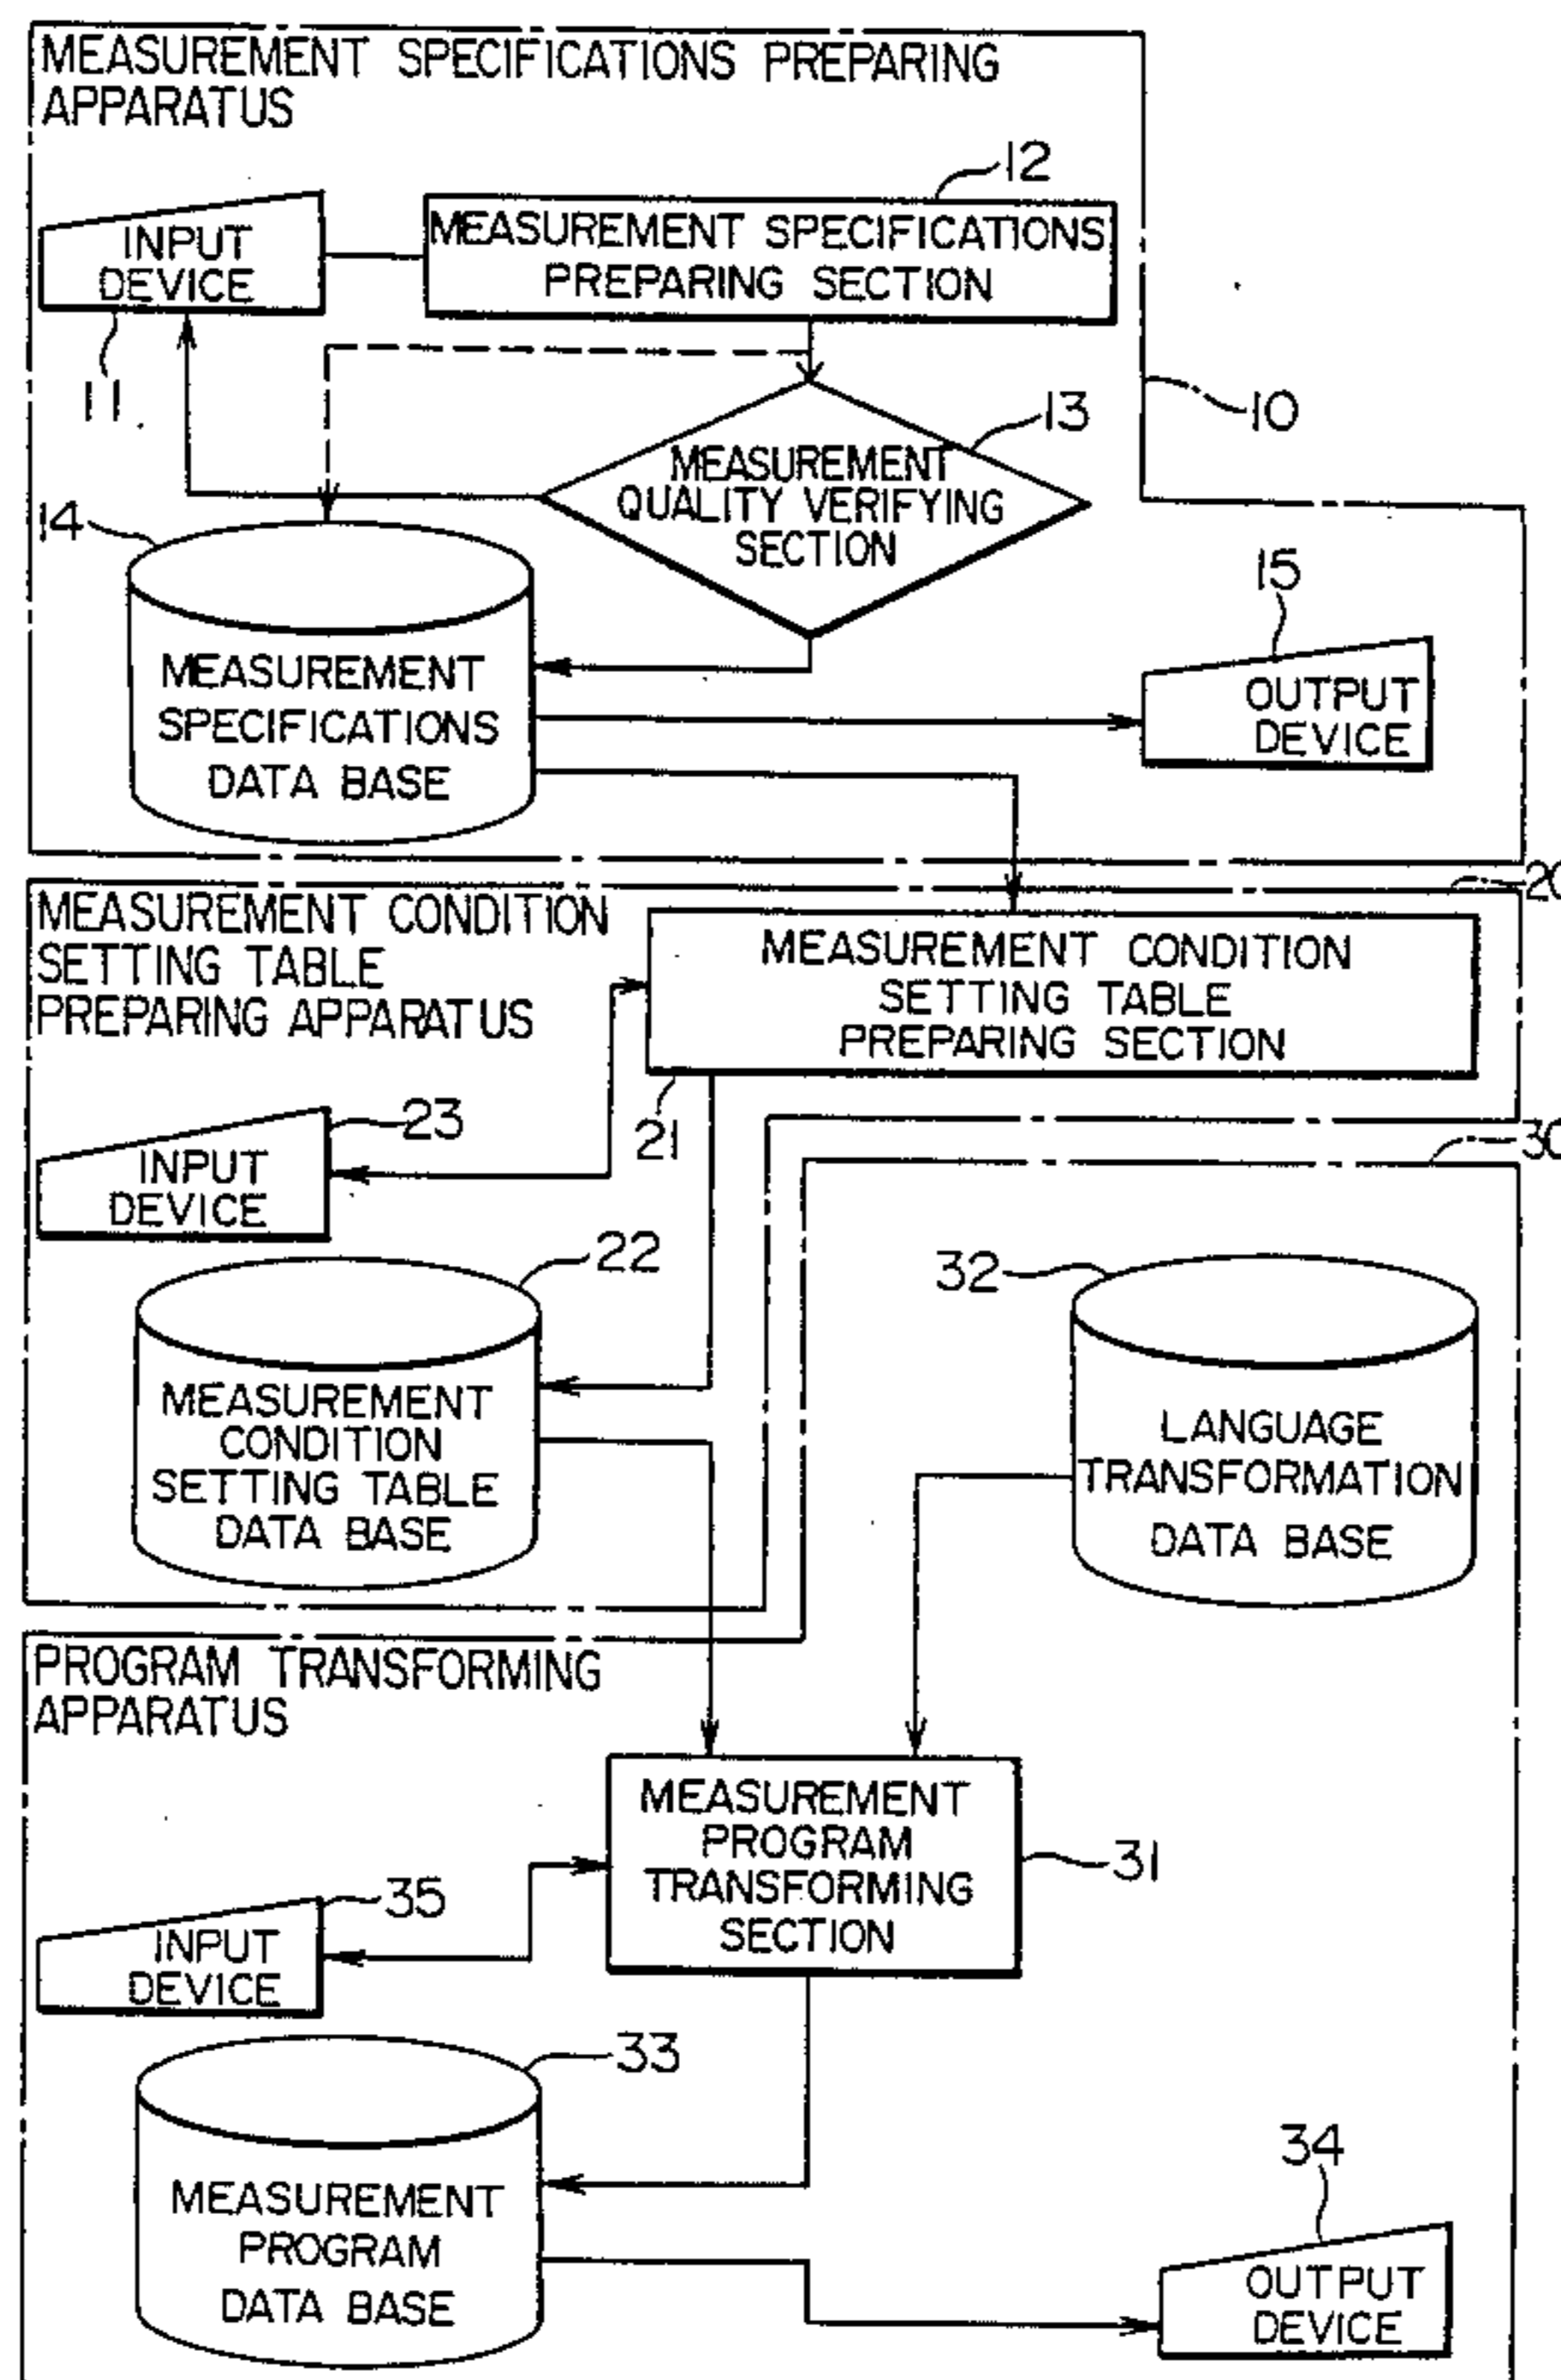 MEASUREMENT SPECIFICATIONS PREPARING
APPARATUS
12
INPUT
DEVICE
MEASUREMENT SPECIFICATIONS
PREPARING SECTION
11
10
13
MEASUREMENT
QUALITY VERIFYING
SECTION
14
15
MEASUREMENT
SPECIFICATIONS
DATA BASE
OUTPUT
DEVICE
20
MEASUREMENT CONDITION
SETTING TABLE
PREPARING APPARATUS
MEASUREMENT CONDITION
SETTING TABLE
PREPARING SECTION
21
23
30
INPUT
DEVICE
22
32
MEASUREMENT
CONDITION
SETTING TABLE
DATA BASE
LANGUAGE
TRANSFORMATION
DATA BASE
PROGRAM TRANSFORMING
APPARATUS
MEASUREMENT
PROGRAM
TRANSFORMING
SECTION
31
35
INPUT
DEVICE
33
MEASUREMENT
PROGRAM
DATA BASE
34
OUTPUT
DEVICE